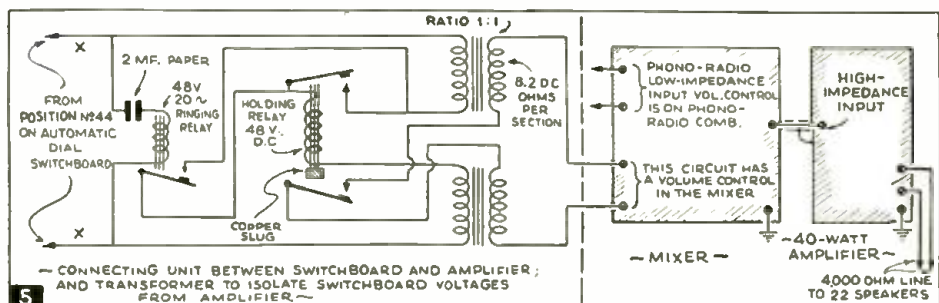 RATIO 1:1
X
2 MF. PAPER
48V
20~
RINGING
RELAY
FROM
POSITION Nº44
ON AUTOMATIC
DIAL
SWITCHBOARD
X
HOLDING
RELAY
48 V.
D.C
COPPER
SLUG
8.2 DC
OHMS
PER
SECTION
PHONO-RADIO
LOW-IMPEDANCE
INPUT VOL. CONTROL
IS ON PHONO-
RADIO COMB.
THIS CIRCUIT HAS
A VOLUME CONTROL
IN THE MIXER
~MIXER~
HIGH-
IMPEDANCE
INPUT
~40-WATT
AMPLIFIER~
4,000 OHM LINE
TO 22 SPEAKERS
~CONNECTING UNIT BETWEEN SWITCHBOARD AND AMPLIFIER;
AND TRANSFORMER TO ISOLATE SWITCHBOARD VOLTAGES
FROM AMPLIFIER~
5